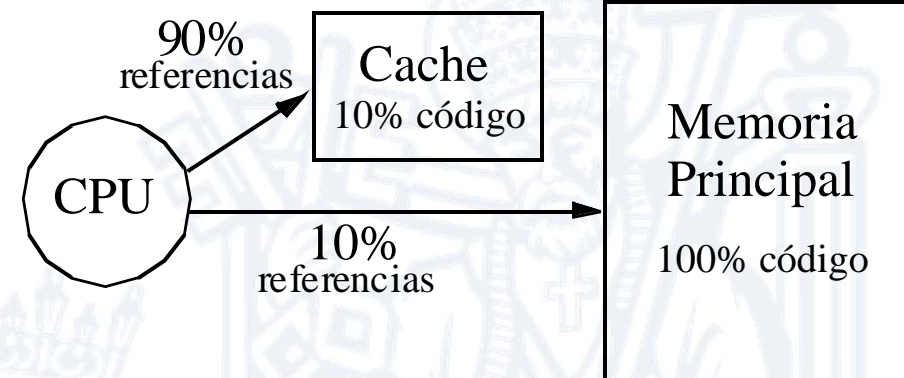 90%
referencias
Cache
10% código
CPU
10%
referencias
Memoria
Principal
100% código